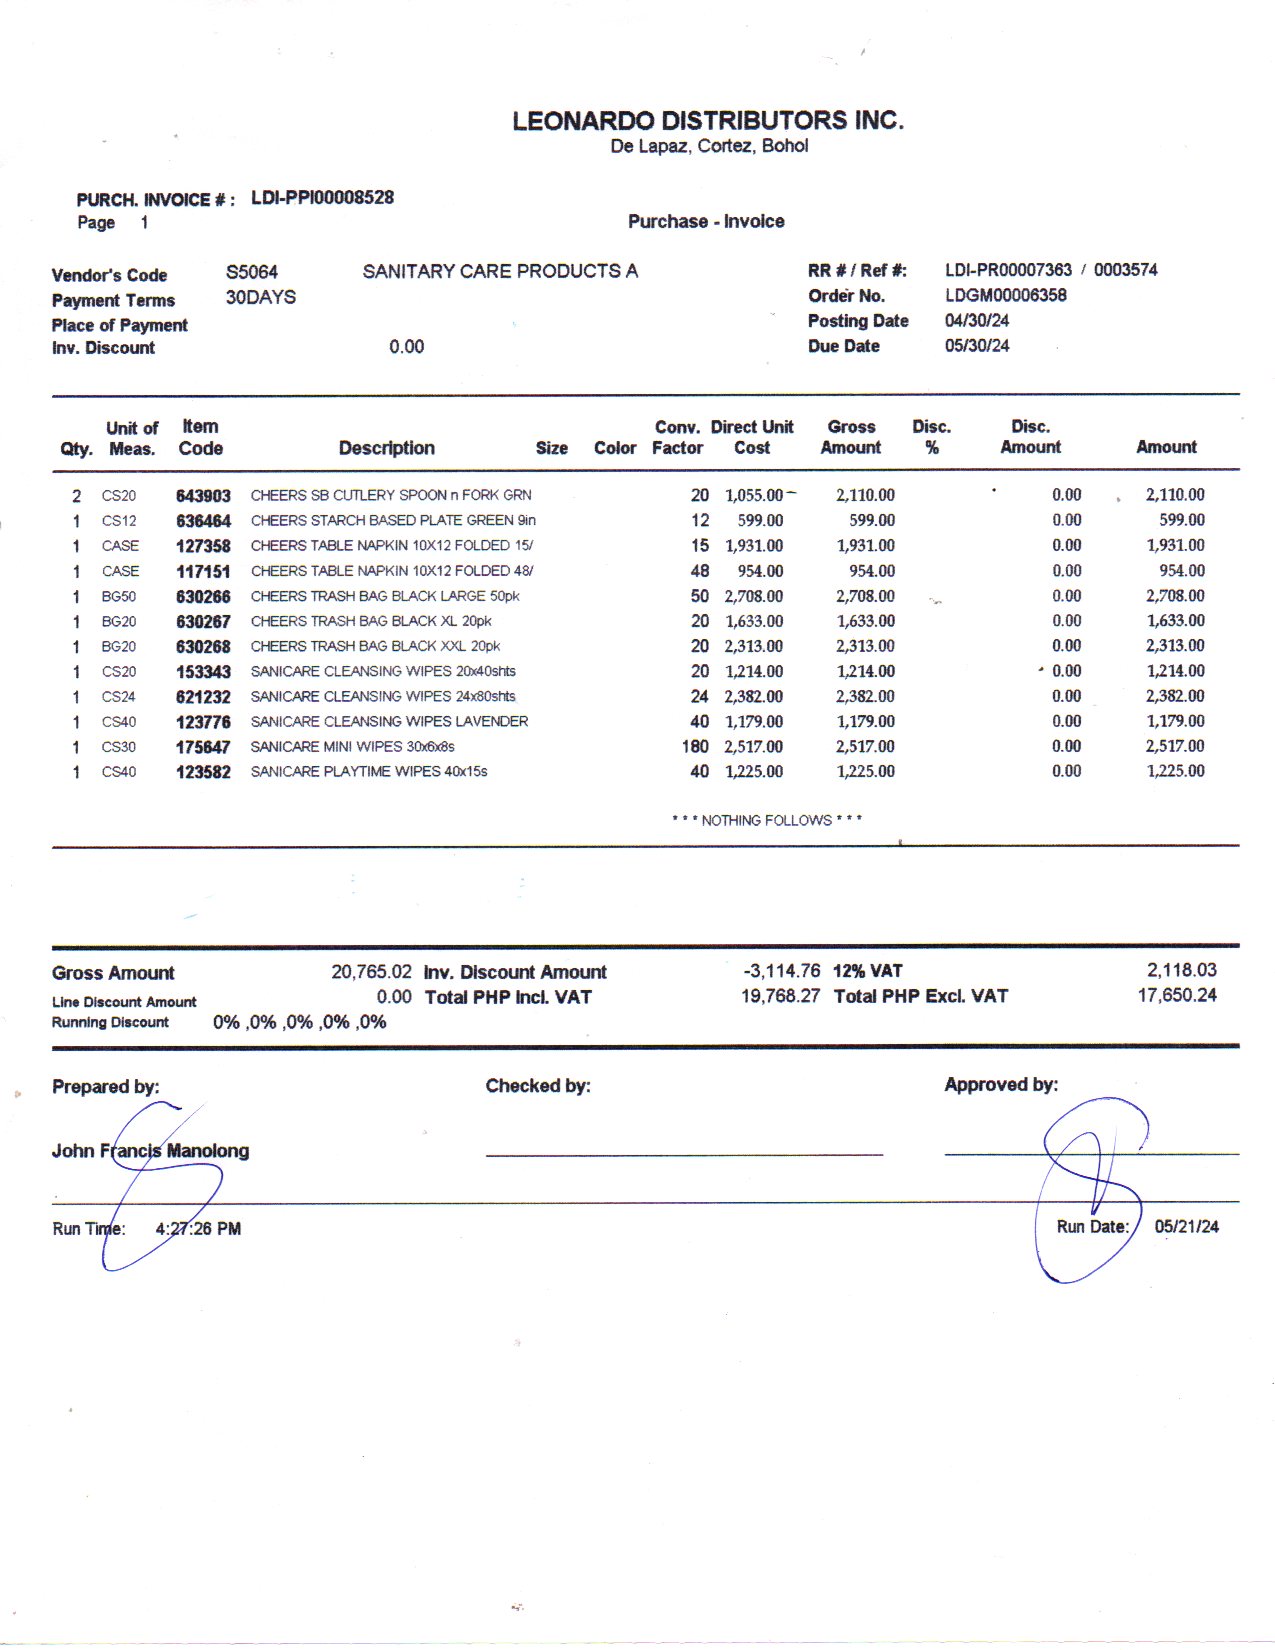 LEONARDO DISTRIBUTORS INC.
De Lapaz, Cortez, Bohol
PURCH. INVOICE # : LDI-PPI00008528
Page 1 Purchase - Invoice
Vendor's Code S5064 SANITARY CARE PRODUCTS A RR # / Ref #: LDI-PR00007363 / 0003574
Payment Terms 30DAYS Order No. LDGM00006358
Place of Payment Posting Date 04/30/24
Inv. Discount 0.00 Due Date 05/30/24
Unit of Item Conv. Direct Unit Gross Disc. Disc.
Qty. Meas. Code Description Size Color Factor Cost Amount % Amount Amount
2 CS20 643903 CHEERS SB CUTLERY SPOON n FORK GRN 20 1,055.00 2,110.00 0.00 2,110.00
1 CS12 636464 CHEERS STARCH BASED PLATE GREEN 9in 12 599.00 599.00 0.00 599.00
1 CASE 127358 CHEERS TABLE NAPKIN 10X12 FOLDED 15/ 15 1,931.00 1,931.00 0.00 1,931.00
1 CASE 117151 CHEERS TABLE NAPKIN 10X12 FOLDED 48/ 48 954.00 954.00 0.00 954.00
1 BG50 630266 CHEERS TRASH BAG BLACK LARGE 50pk 50 2,708.00 2,708.00 0.00 2,708.00
1 BG20 630267 CHEERS TRASH BAG BLACK XL 20pk 20 1,633.00 1,633.00 0.00 1,633.00
1 BG20 630268 CHEERS TRASH BAG BLACK XXL 20pk 20 2,313.00 2,313.00 0.00 2,313.00
1 CS20 153343 SANICARE CLEANSING WIPES 20x40shts 20 1,214.00 1,214.00 0.00 1,214.00
1 CS24 621232 SANICARE CLEANSING WIPES 24x80shts 24 2,382.00 2,382.00 0.00 2,382.00
1 CS40 123776 SANICARE CLEANSING WIPES LAVENDER 40 1,179.00 1,179.00 0.00 1,179.00
1 CS30 175647 SANICARE MINI WIPES 30x6x8s 180 2,517.00 2,517.00 0.00 2,517.00
1 CS40 123582 SANICARE PLAYTIME WIPES 40x15s 40 1,225.00 1,225.00 0.00 1,225.00
* * * NOTHING FOLLOWS * * *
Gross Amount 20,765.02 Inv. Discount Amount -3,114.76 12% VAT 2,118.03
Line Discount Amount 0.00 Total PHP Incl. VAT 19,768.27 Total PHP Excl. VAT 17,650.24
Running Discount 0% ,0% ,0% ,0% ,0%
Prepared by: Checked by: Approved by:
John Francis Manolong
Run Time: 4:27:26 PM Run Date: 05/21/24